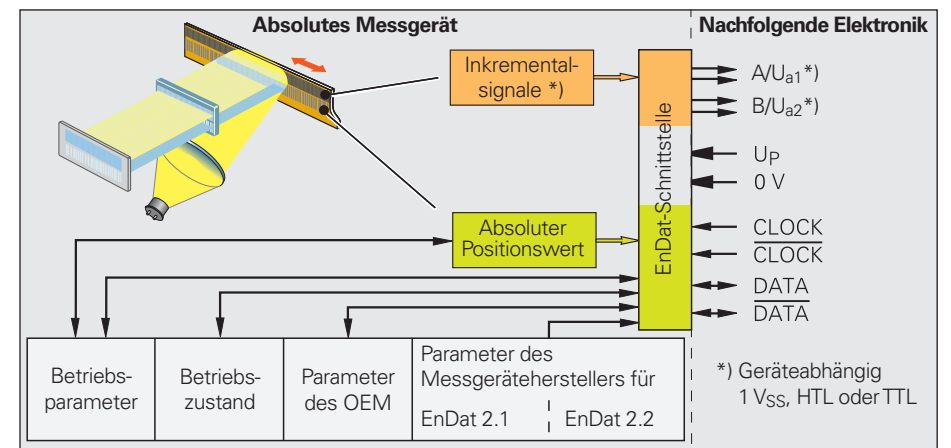 Absolutes Messgerät
Nachfolgende Elektronik
Inkremental-
signale *)
A/Ua1*)
B/Ua2*)
UP
0 V
EnDat-Schnittstelle
Absoluter
Positionswert
CLOCK
CLOCK
DATA
DATA
Betriebs-
parameter
Betriebs-
zustand
Parameter
des OEM
Parameter des
Messgeräteherstellers für
EnDat 2.1
EnDat 2.2
*) Geräteabhängig
1 VSS, HTL oder TTL